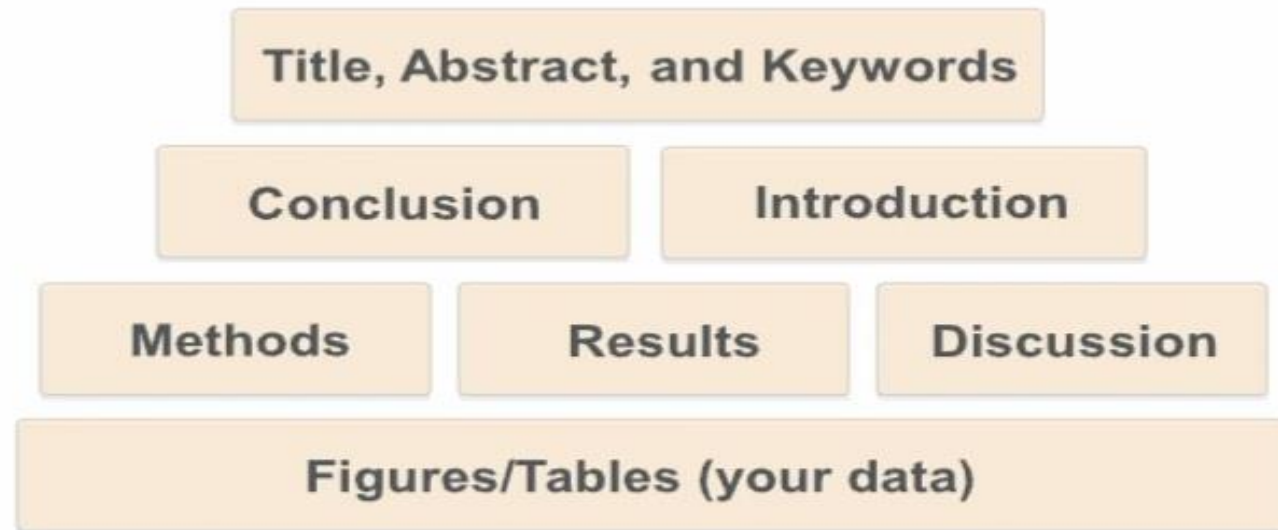 Title, Abstract, and Keywords
Conclusion
Introduction
Methods
Results
Discussion
Figures/Tables (your data)